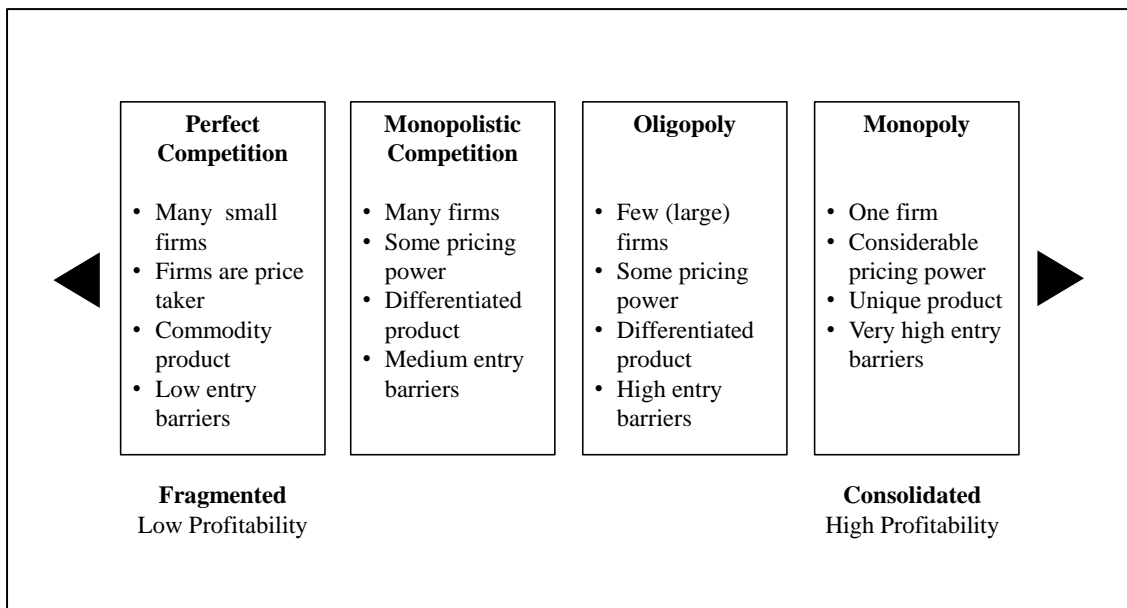 Perfect
Competition
• Many small
firms
• Firms are price
taker
• Commodity
product
• Low entry
barriers
Monopolistic
Competition
• Many firms
• Some pricing
power
• Differentiated
product
• Medium entry
barriers
Oligopoly
• Few (large)
firms
• Some pricing
power
• Differentiated
product
• High entry
barriers
Monopoly
• One firm
• Considerable
pricing power
• Unique product
• Very high entry
barriers
Fragmented
Low Profitability
Consolidated
High Profitability